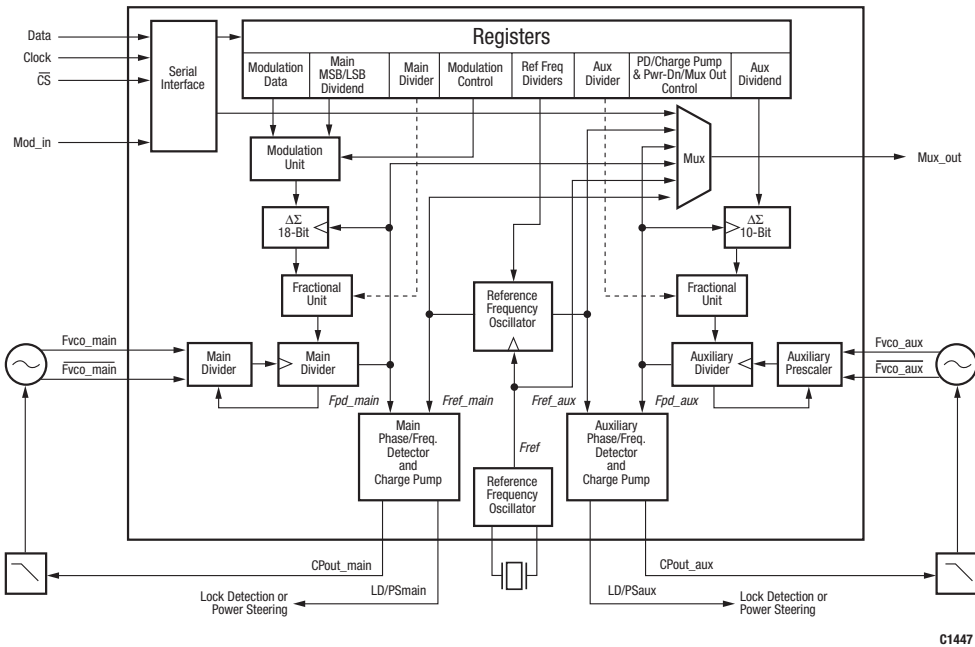 Data
Clock
CS
Mod_in
Serial
Interface
Registers
Modulation
Data
Main
MSB/LSB
Dividend
Main
Divider
Modulation
Control
Ref Freq
Dividers
Aux
Divider
PD/Charge Pump
& Pwr-Dn/Mux Out
Control
Aux
Dividend
Modulation
Unit
Mux
Mux_out
ΔΣ
18-Bit
ΔΣ
10-Bit
Fractional
Unit
Reference
Frequency
Oscillator
Fractional
Unit
Fvco_main
Fvco_main
Main
Divider
Main
Divider
Auxiliary
Divider
Auxiliary
Prescaler
Fvco_aux
Fvco_aux
Fpd_main
Fref_main
Fref_aux
Fpd_aux
Main
Phase/Freq.
Detector
and
Charge Pump
Fref
Auxiliary
Phase/Freq.
Detector
and
Charge Pump
Reference
Frequency
Oscillator
CPout_main
CPout_aux
LD/PSmain
LD/PSaux
Lock Detection or
Power Steering
Lock Detection or
Power Steering
C1447